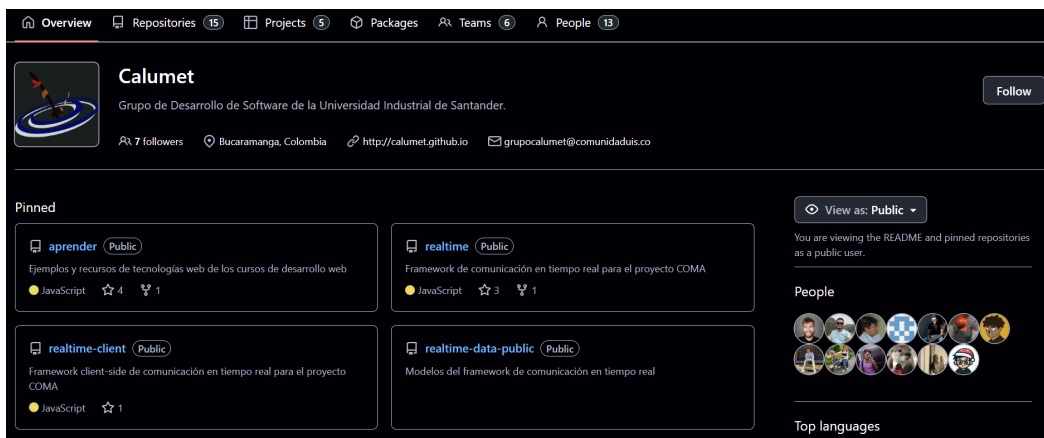 Overview Repositories 15 Projects 5 Packages Teams 6 People 13
Calumet
Grupo de Desarrollo de Software de la Universidad Industrial de Santander.
Follow
7 followers Bucaramanga, Colombia http://calumet.github.io grupocalumet@comunidaduis.co
Pinned
aprender Public
Ejemplos y recursos de tecnologías web de los cursos de desarrollo web
JavaScript 4 1
realtime Public
Framework de comunicación en tiempo real para el proyecto COMA
JavaScript 3 1
realtime-client Public
Framework client-side de comunicación en tiempo real para el proyecto
COMA
JavaScript 1
realtime-data-public Public
Modelos del framework de comunicación en tiempo real
View as: Public
You are viewing the README and pinned repositories
as a public user.
People
Top languages